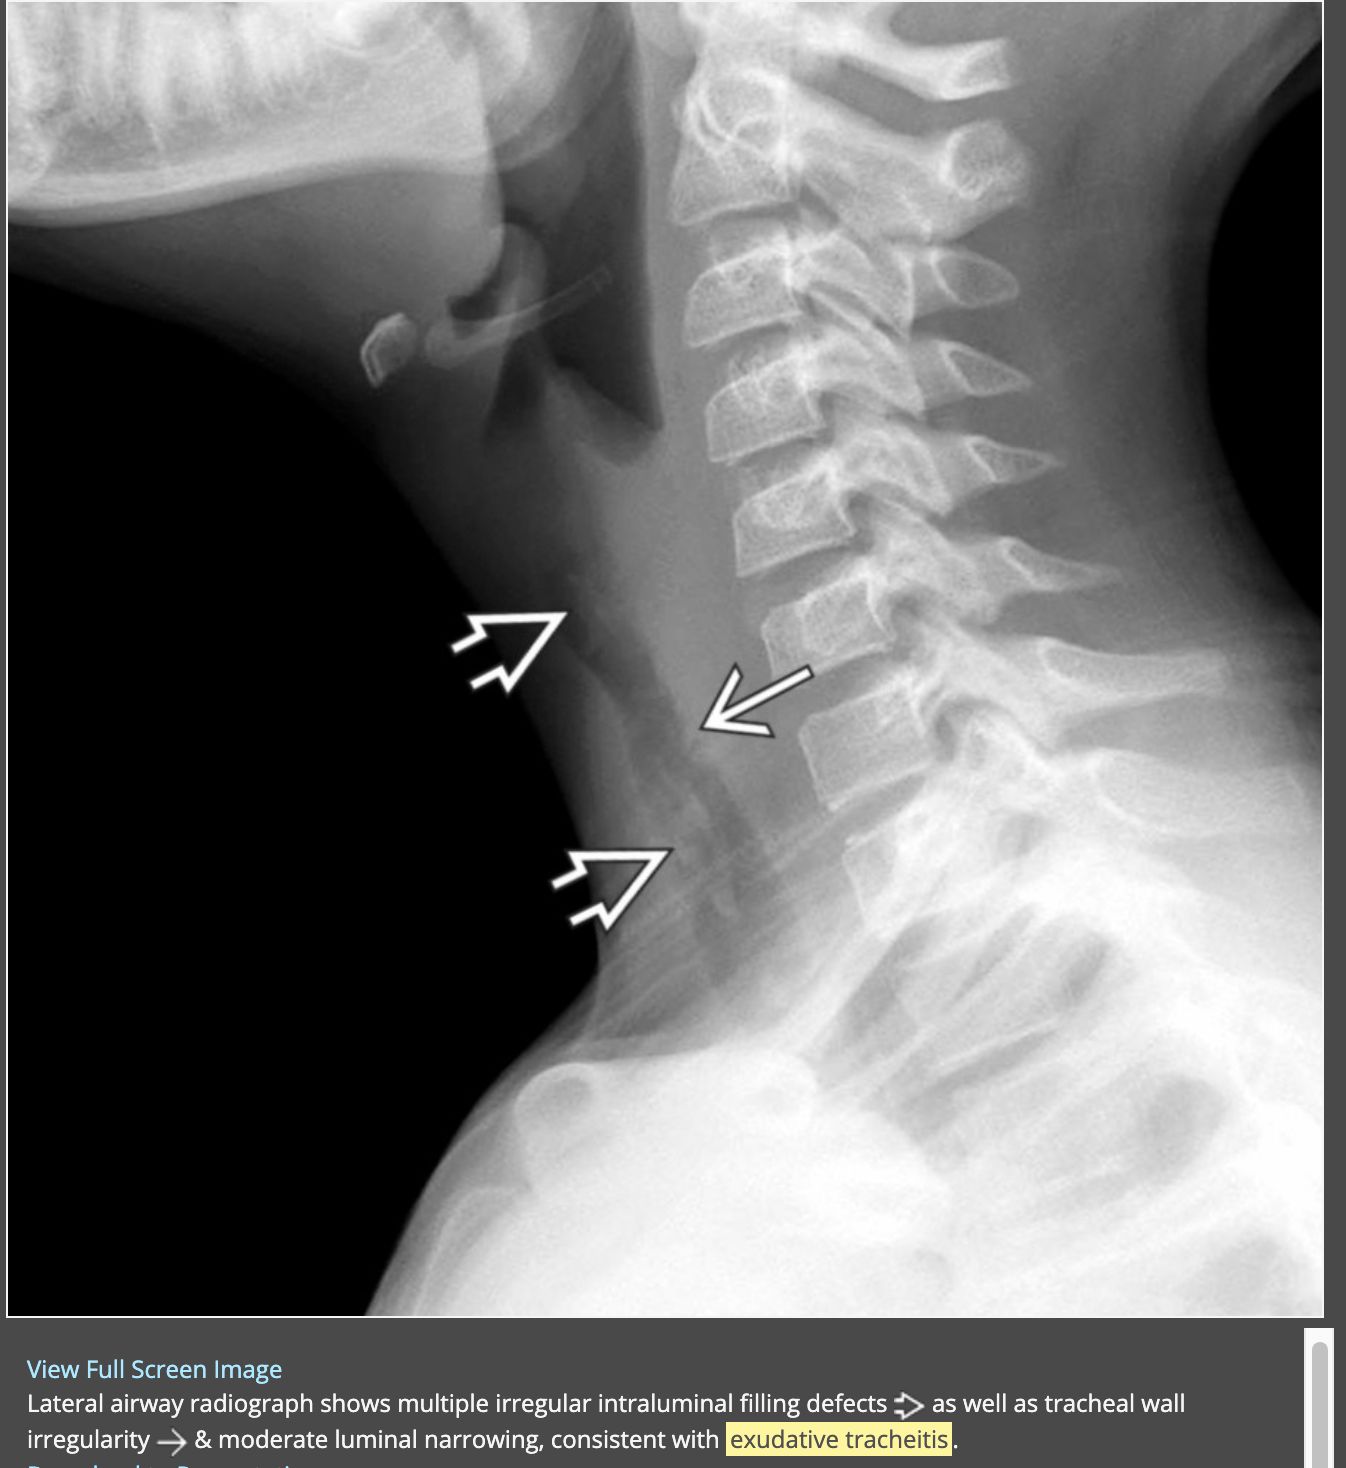 View Full Screen Image
Lateral airway radiograph shows multiple irregular intraluminal filling defects as well as tracheal wall
irregularity & moderate luminal narrowing, consistent with exudative tracheitis.